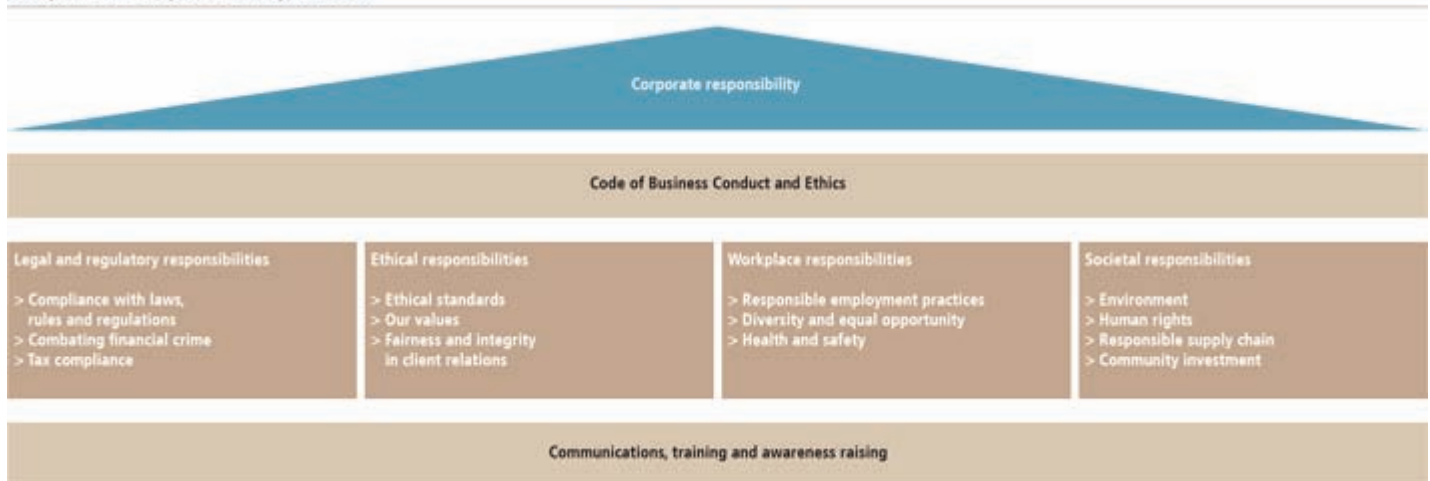 Corporate responsibility
Code of Business Conduct and Ethics
Legal and regulatory responsibilities
> Compliance with laws,
rules and regulations
> Combating financial crime
> Tax compliance
Ethical responsibilities
> Ethical standards
> Our values
> Fairness and integrity
in client relations
Workplace responsibilities
> Responsible employment practices
> Diversity and equal opportunity
> Health and safety
Societal responsibilities
> Environment
> Human rights
> Responsible supply chain
> Community investment
Communications, training and awareness raising